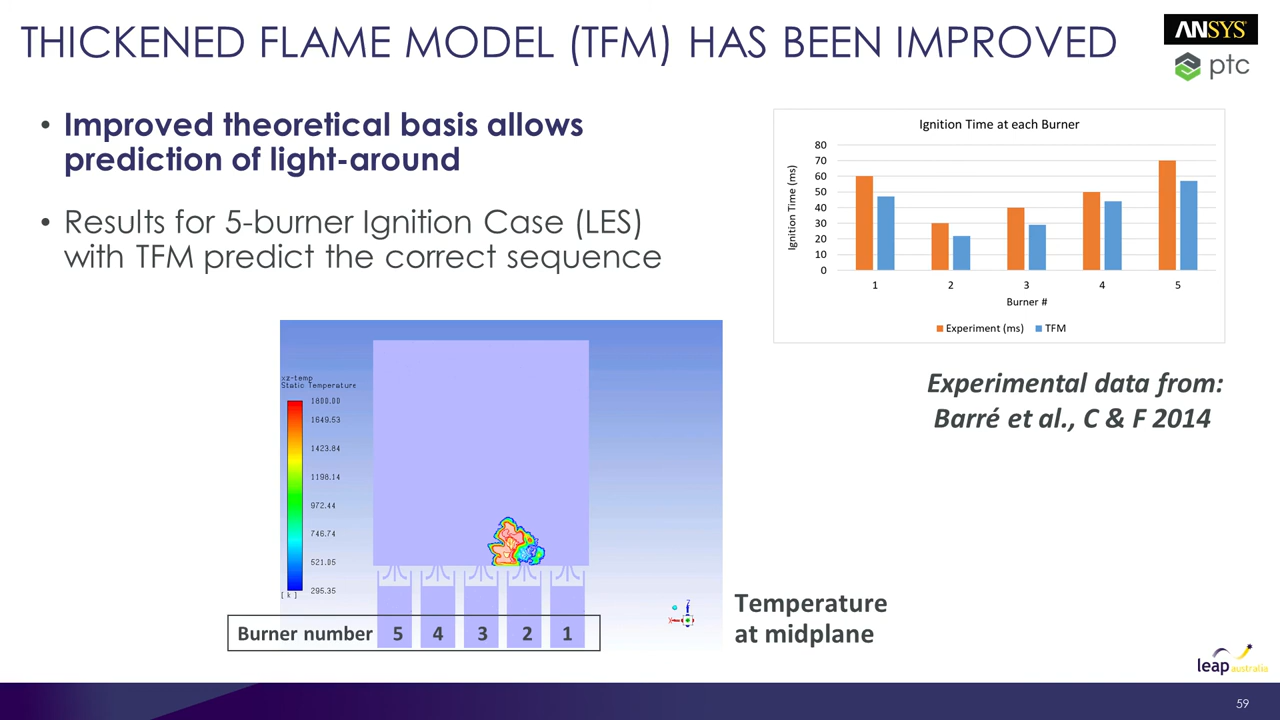 THICKENED FLAME MODEL (TFM) HAS BEEN IMPROVED
ANSYS®
ptc
• Improved theoretical basis allows
prediction of light-around
• Results for 5-burner Ignition Case (LES)
with TFM predict the correct sequence
Ignition Time at each Burner
Ignition Time (ms)
80
70
60
50
40
30
20
10
0
1 2 3 4 5
Burner #
Experiment (ms) TFM
Experimental data from:
Barré et al., C & F 2014
xz-temp
Static Temperature
1800.00
1649.53
1423.84
1198.14
972.44
746.74
521.05
295.35
[ k ]
Z
X
Burner number 5 4 3 2 1
Temperature
at midplane
leap australia
59